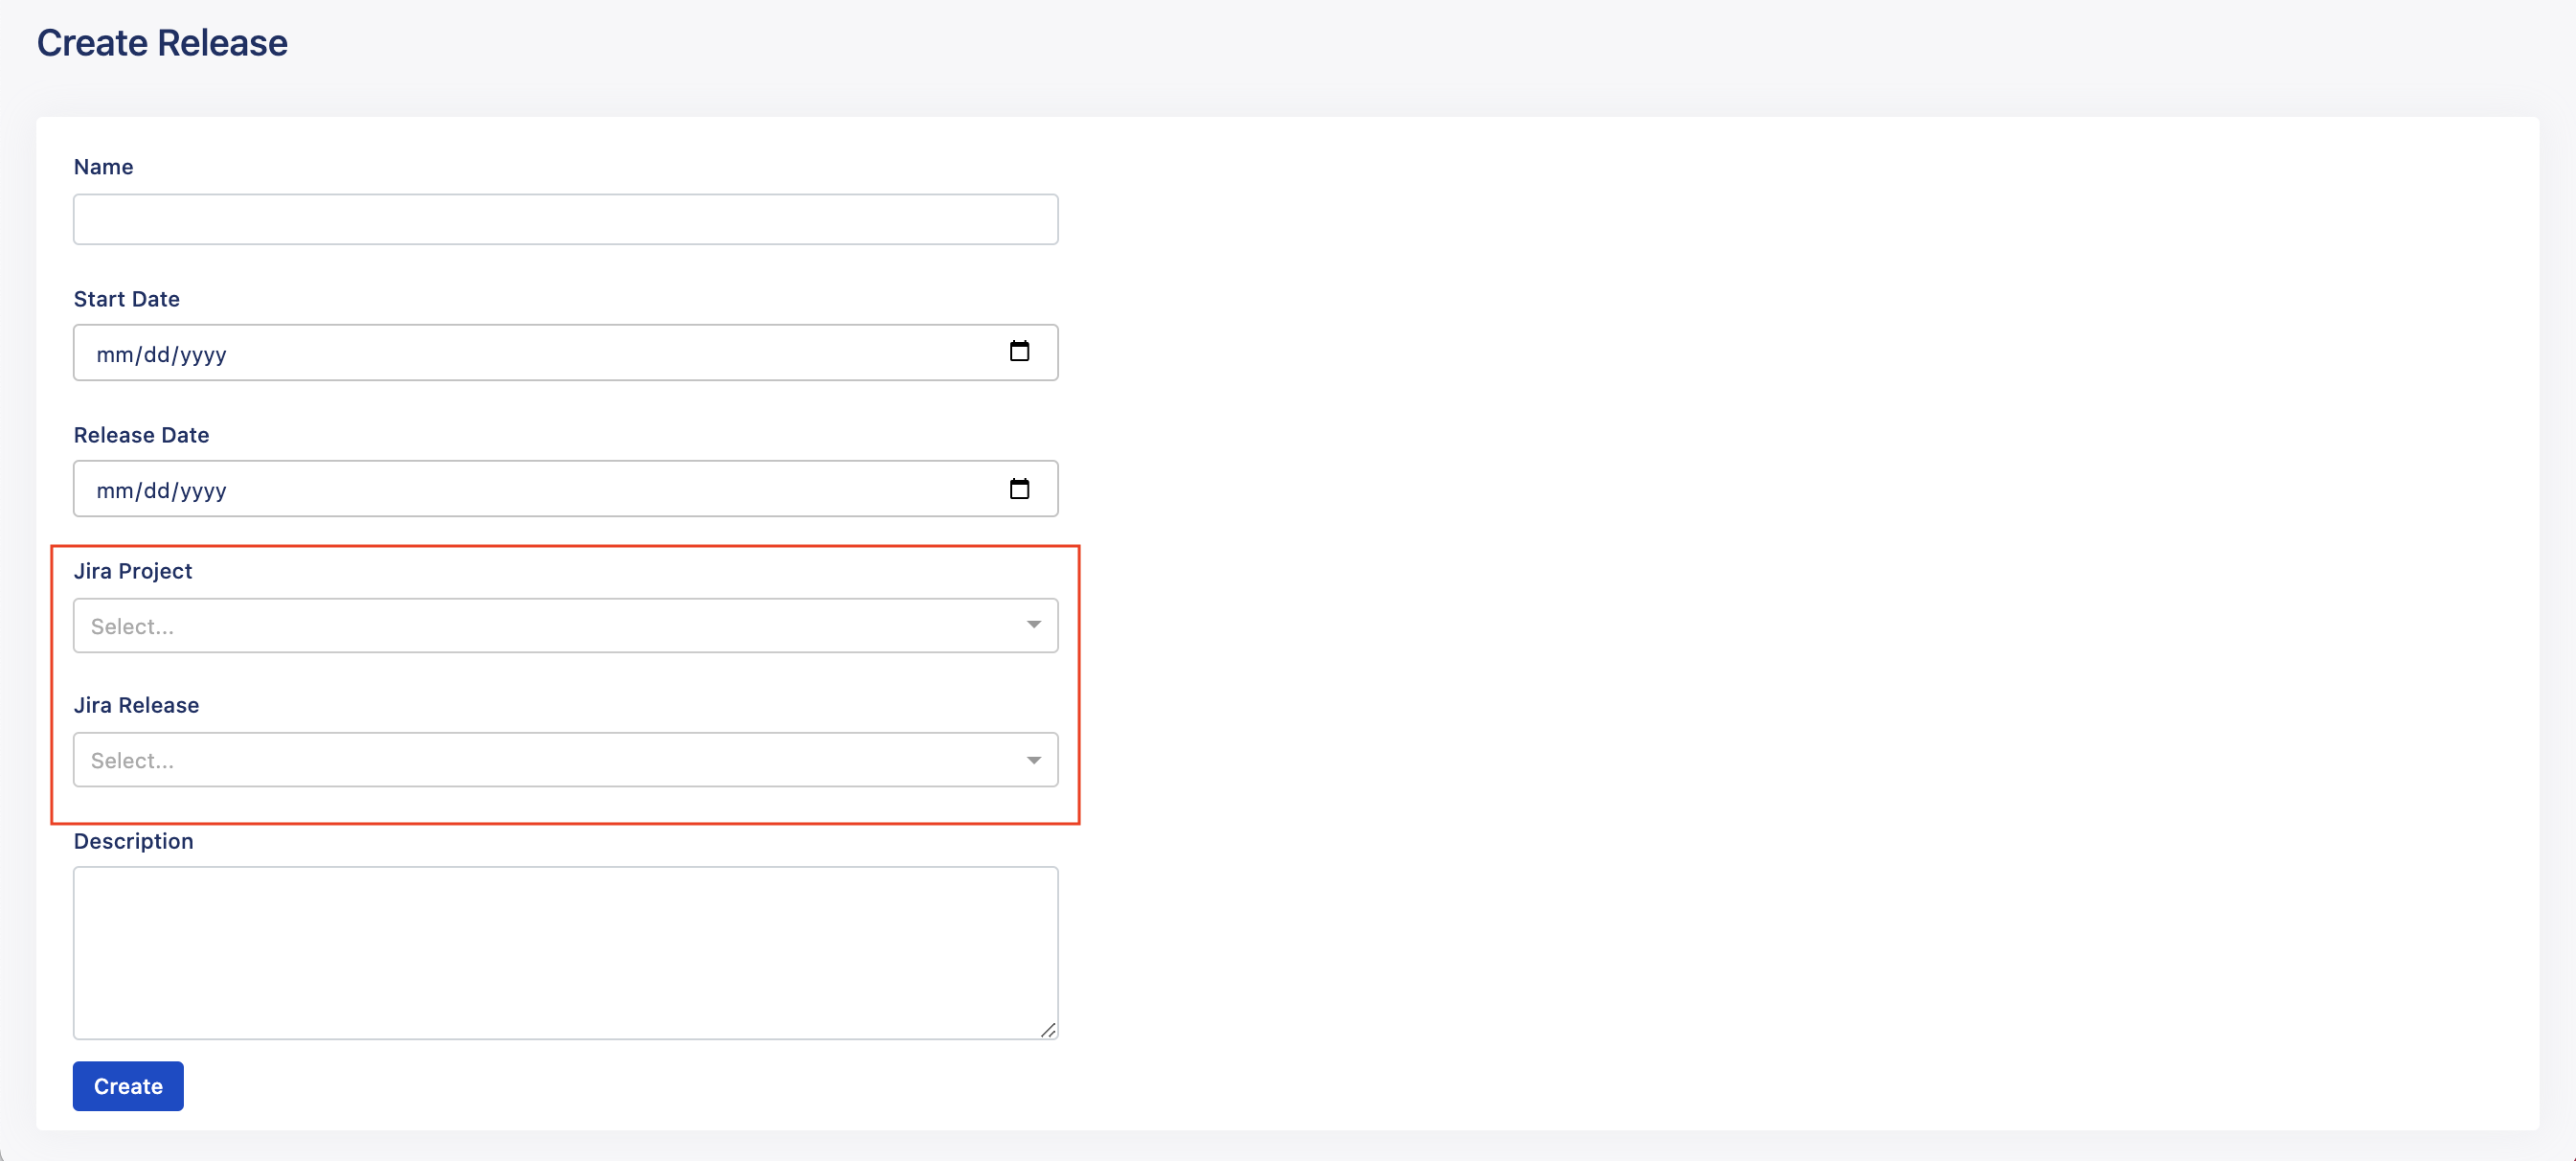 Create Release
Name
Start Date
mm/dd/yyyy
Release Date
mm/dd/yyyy
Jira Project
Select...
Jira Release
Select...
Description
Create